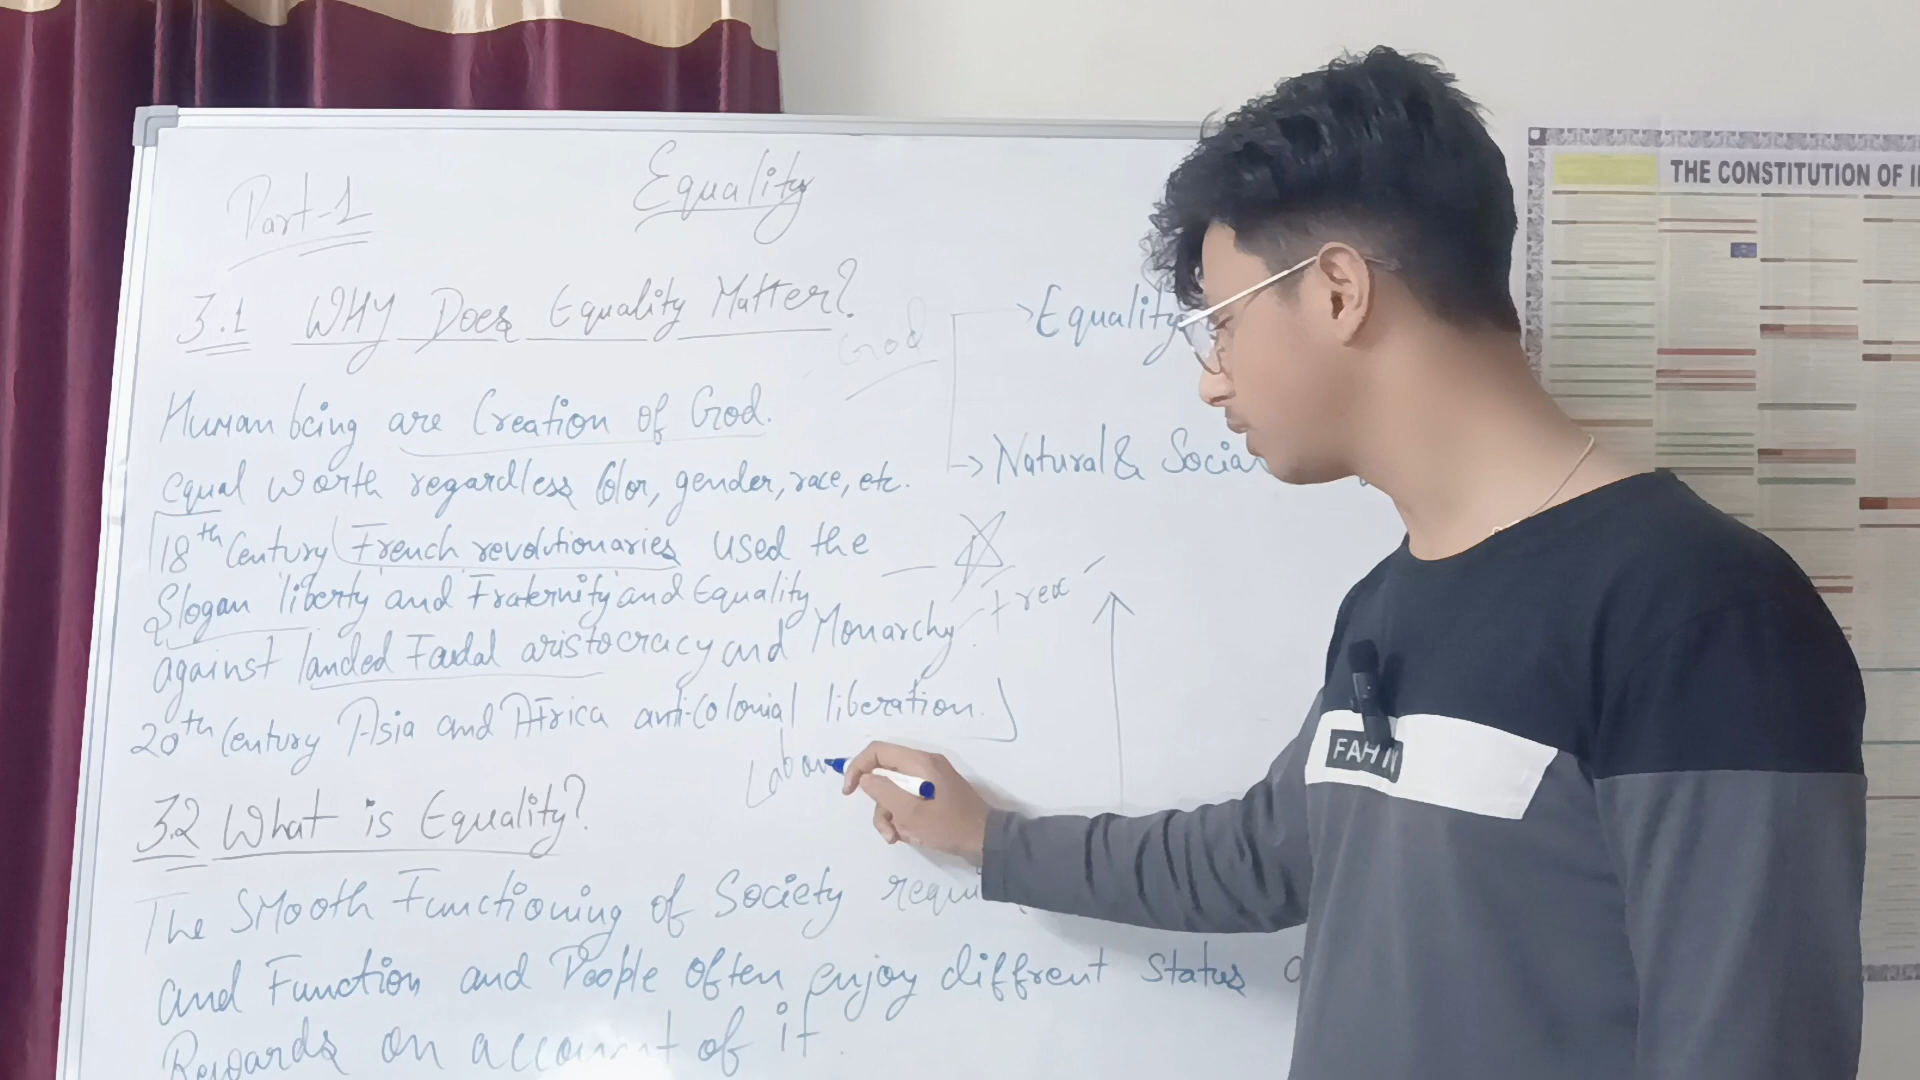 Part-1
Equality
3.1 WHY Does Equality Matter?
God
Equality
Human being are Creation of God.
Natural & Social
equal worth regardless Color, gender, race, etc.
18th Century French revolutionaries used the
Slogan 'liberty and Fraternity and Equality
against landed Faudal aristocracy and Monarchy.
20th Century Asia and Africa anti-Colonial liberation.
Labou
3.2 What is Equality?
The SMooth Functioning of Society requi
and Function and People Often enjoy diffrent Status
on account of it
THE CONSTITUTION OF I
FAH